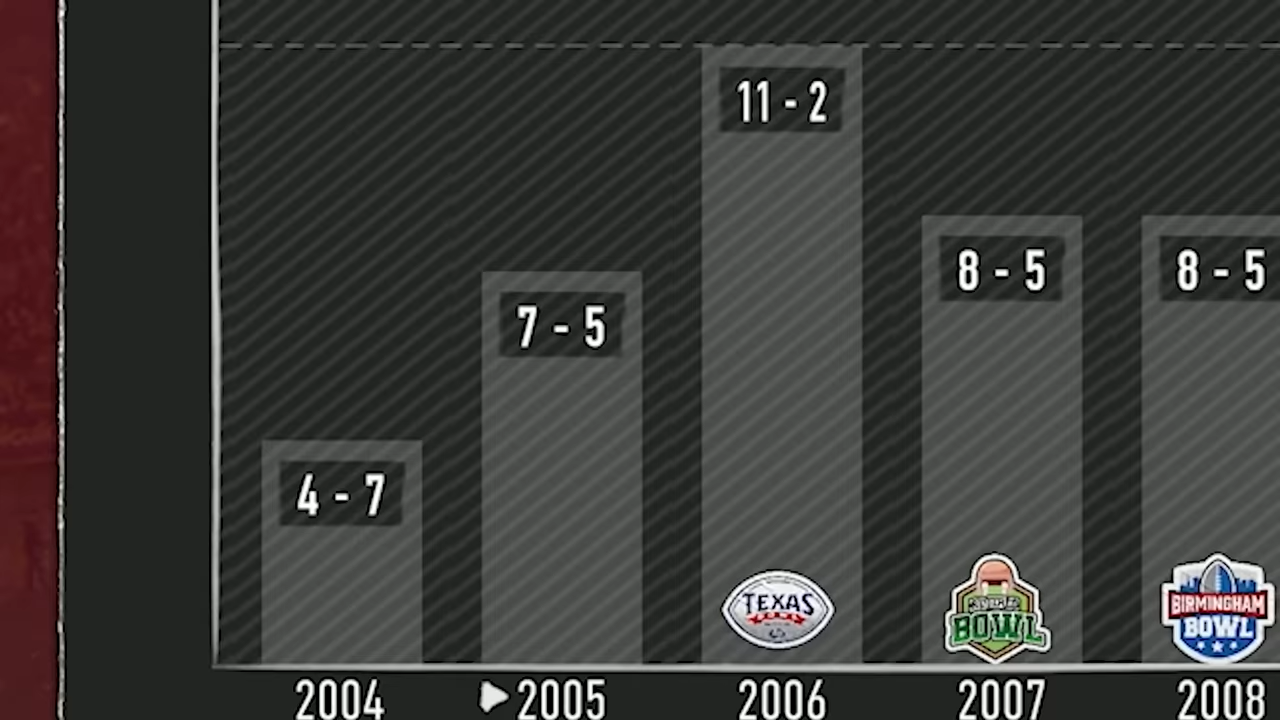 11 - 2
8 - 5
8 - 5
7 - 5
4 - 7
TEXAS
BOWL
BIRMINGHAM
BOWL
2004
2005
2006
2007
2008